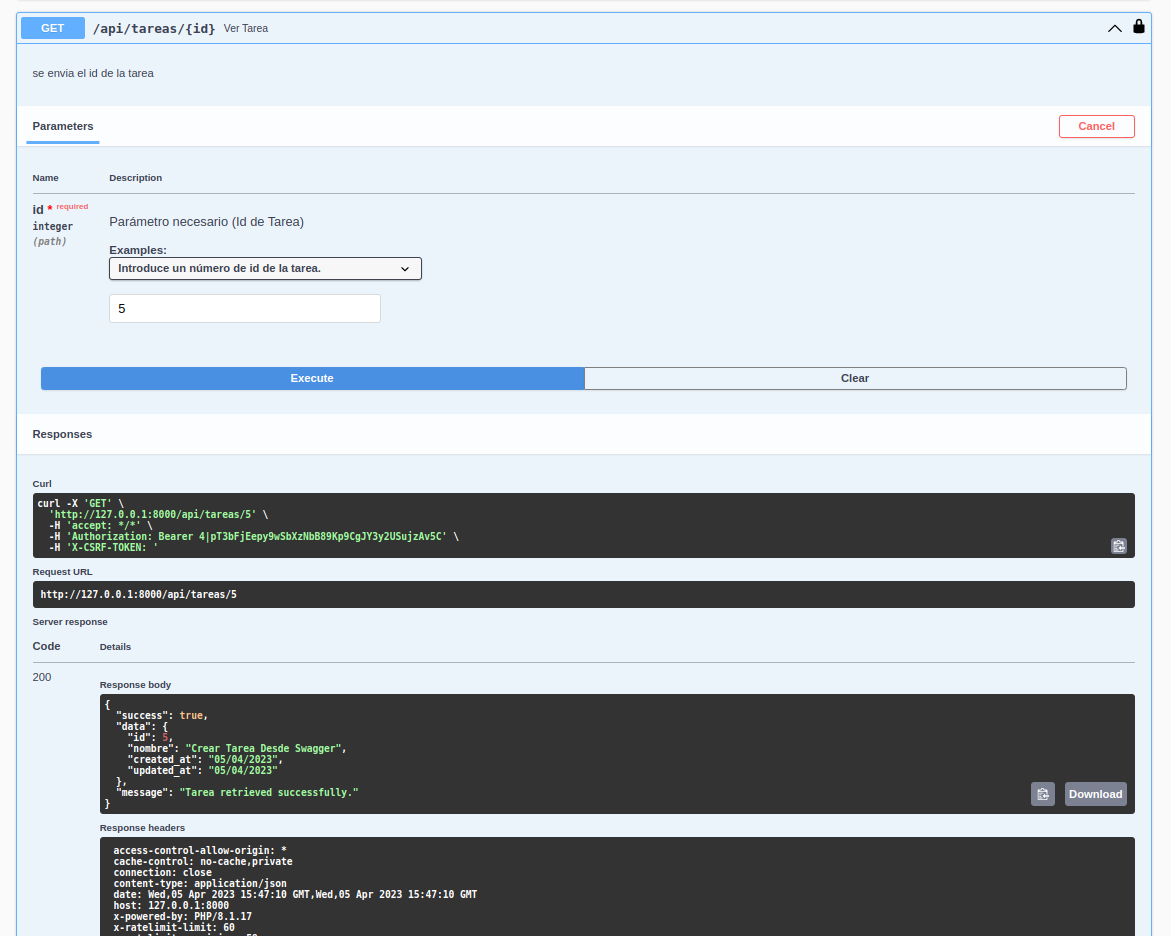 GET /api/tareas/{id} Ver Tarea
se envia el id de la tarea
Parameters
Cancel
Name Description
id * required
integer
(path)
Parámetro necesario (Id de Tarea)
Examples:
Introduce un número de id de la tarea.
5
Execute
Clear
Responses
Curl
curl -X 'GET' \
  'http://127.0.0.1:8000/api/tareas/5' \
  -H 'accept: */*' \
  -H 'Authorization: Bearer 4|pT3bFjEepy9wSbXzNbB89Kp9CgJY3y2USujzAv5C' \
  -H 'X-CSRF-TOKEN: '
Request URL
http://127.0.0.1:8000/api/tareas/5
Server response
Code Details
200
Response body
{
  "success": true,
  "data": {
    "id": 5,
    "nombre": "Crear Tarea Desde Swagger",
    "created_at": "05/04/2023",
    "updated_at": "05/04/2023"
  },
  "message": "Tarea retrieved successfully."
}
Download
Response headers
access-control-allow-origin: *
cache-control: no-cache,private
connection: close
content-type: application/json
date: Wed,05 Apr 2023 15:47:10 GMT,Wed,05 Apr 2023 15:47:10 GMT
host: 127.0.0.1:8000
x-powered-by: PHP/8.1.17
x-ratelimit-limit: 60